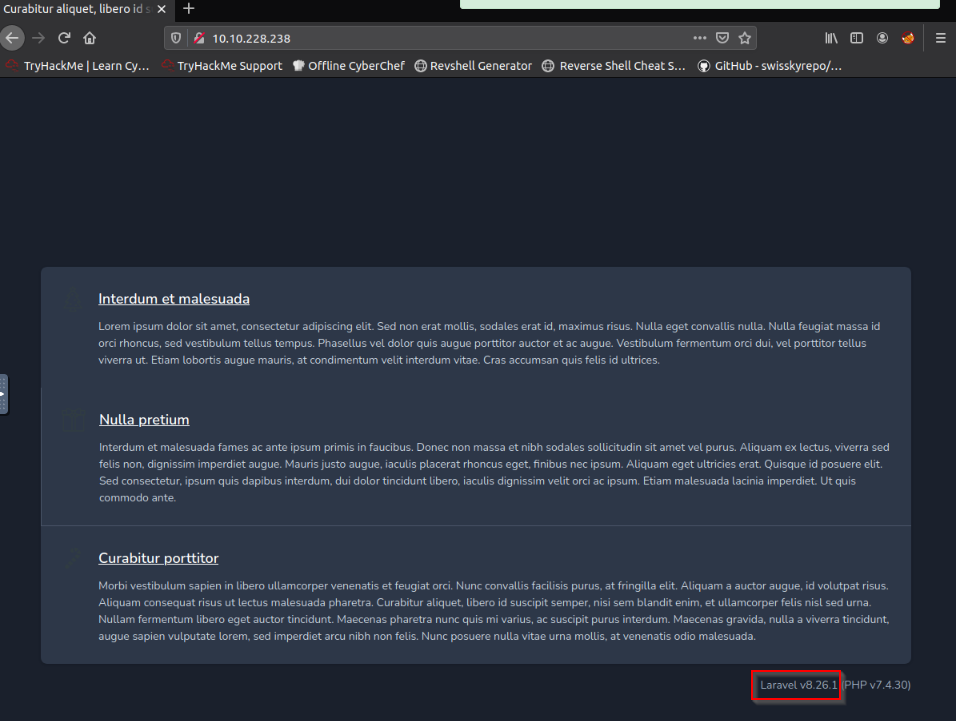 Curabitur aliquet, libero id s
10.10.228.238
TryHackMe | Learn Cy… TryHackMe Support Offline CyberChef Revshell Generator Reverse Shell Cheat S… GitHub - swisskyrepo/…
Interdum et malesuada
Lorem ipsum dolor sit amet, consectetur adipiscing elit. Sed non erat mollis, sodales erat id, maximus risus. Nulla eget convallis nulla. Nulla feugiat massa id
orci rhoncus, sed vestibulum tellus tempus. Phasellus vel dolor quis augue porttitor auctor et ac augue. Vestibulum fermentum orci dui, vel porttitor tellus
viverra ut. Etiam lobortis augue mauris, at condimentum velit interdum vitae. Cras accumsan quis felis id ultrices.
Nulla pretium
Interdum et malesuada fames ac ante ipsum primis in faucibus. Donec non massa et nibh sodales sollicitudin sit amet vel purus. Aliquam ex lectus, viverra sed
felis non, dignissim imperdiet augue. Mauris justo augue, iaculis placerat rhoncus eget, finibus nec ipsum. Aliquam eget ultricies erat. Quisque id posuere elit.
Sed consectetur, ipsum quis dapibus interdum, dui dolor tincidunt libero, iaculis dignissim velit orci ac ipsum. Etiam malesuada lacinia imperdiet. Ut quis
commodo ante.
Curabitur porttitor
Morbi vestibulum sapien in libero ullamcorper venenatis et feugiat orci. Nunc convallis facilisis purus, at fringilla elit. Aliquam a auctor augue, id volutpat risus.
Aliquam consequat risus ut lectus malesuada pharetra. Curabitur aliquet, libero id suscipit semper, nisi sem blandit enim, et ullamcorper felis nisl sed urna.
Nullam fermentum libero eget auctor tincidunt. Maecenas pharetra nunc quis mi varius, ac suscipit purus interdum. Maecenas gravida, nulla a viverra tincidunt,
augue sapien vulputate lorem, sed imperdiet arcu nibh non felis. Nunc posuere nulla vitae urna mollis, at venenatis odio malesuada.
Laravel v8.26.1 (PHP v7.4.30)